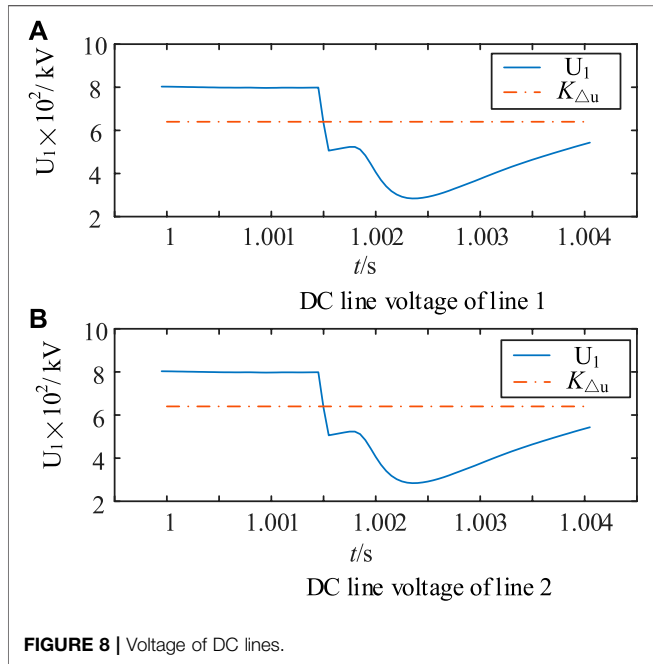 A
10
8
6
4
2
U₁×10²/ kV
U₁
K△u
1 1.001 1.002 1.003 1.004
t/s
DC line voltage of line 1
B
10
8
6
4
2
U₁×10²/ kV
U₁
K△u
1 1.001 1.002 1.003 1.004
t/s
DC line voltage of line 2
FIGURE 8 | Voltage of DC lines.